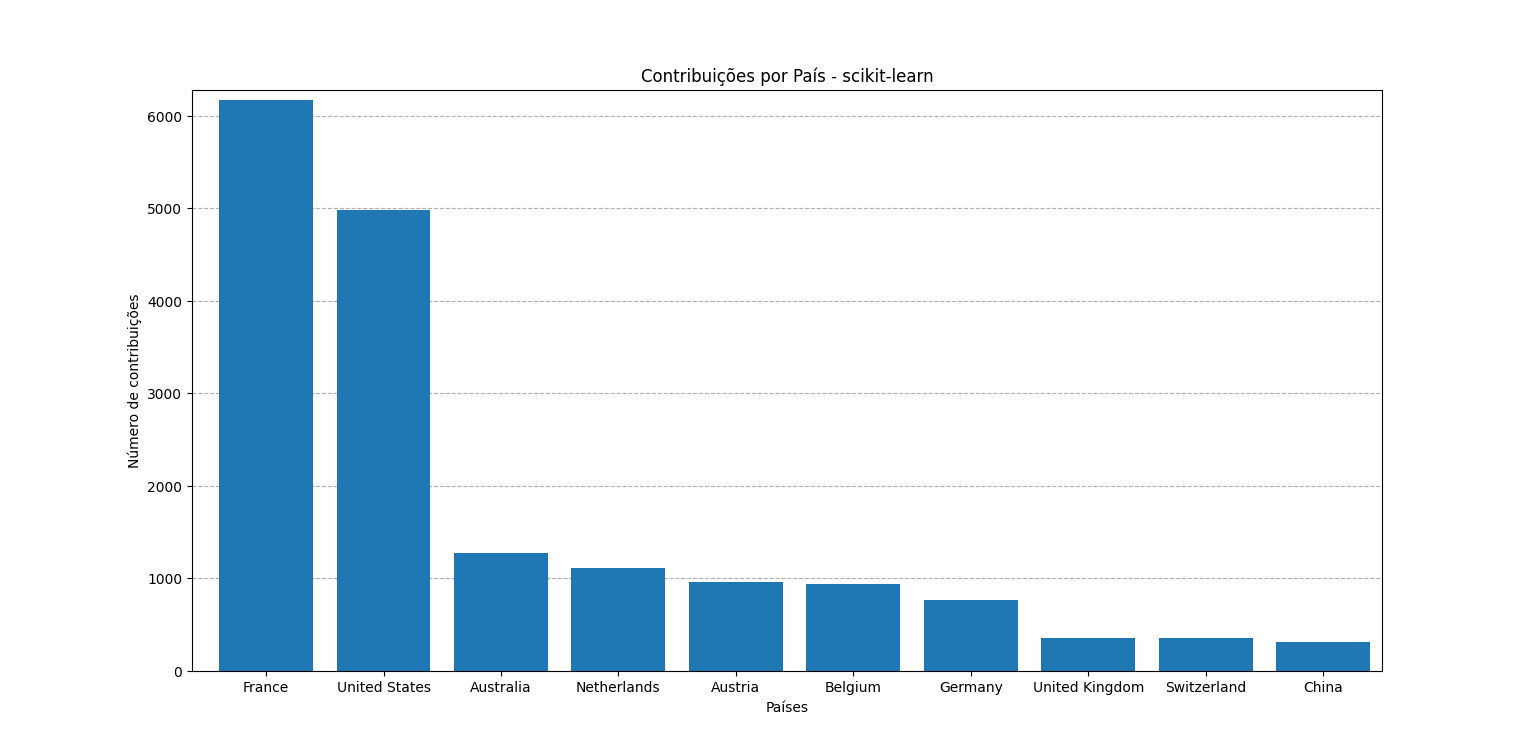 Contribuições por País - scikit-learn
Número de contribuições
6000
5000
4000
3000
2000
1000
0
France United States Australia Netherlands Austria Belgium Germany United Kingdom Switzerland China
Países